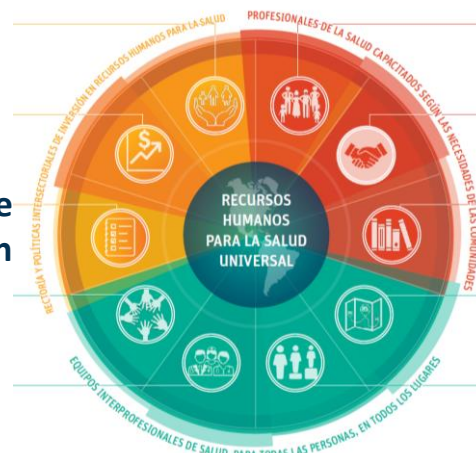 RECTORÍA Y POLÍTICAS INTERSECTORIALES DE INVERSIÓN EN RECURSOS HUMANOS PARA LA SALUD
PROFESIONALES DE LA SALUD CAPACITADOS SEGÚN LAS NECESIDADES DE LAS COMUNIDADES
$
e
n
RECURSOS
HUMANOS
PARA LA SALUD
UNIVERSAL
EQUIPOS INTERPROFESIONALES DE SALUD, PARA TODAS LAS PERSONAS, EN TODOS LOS LUGARES